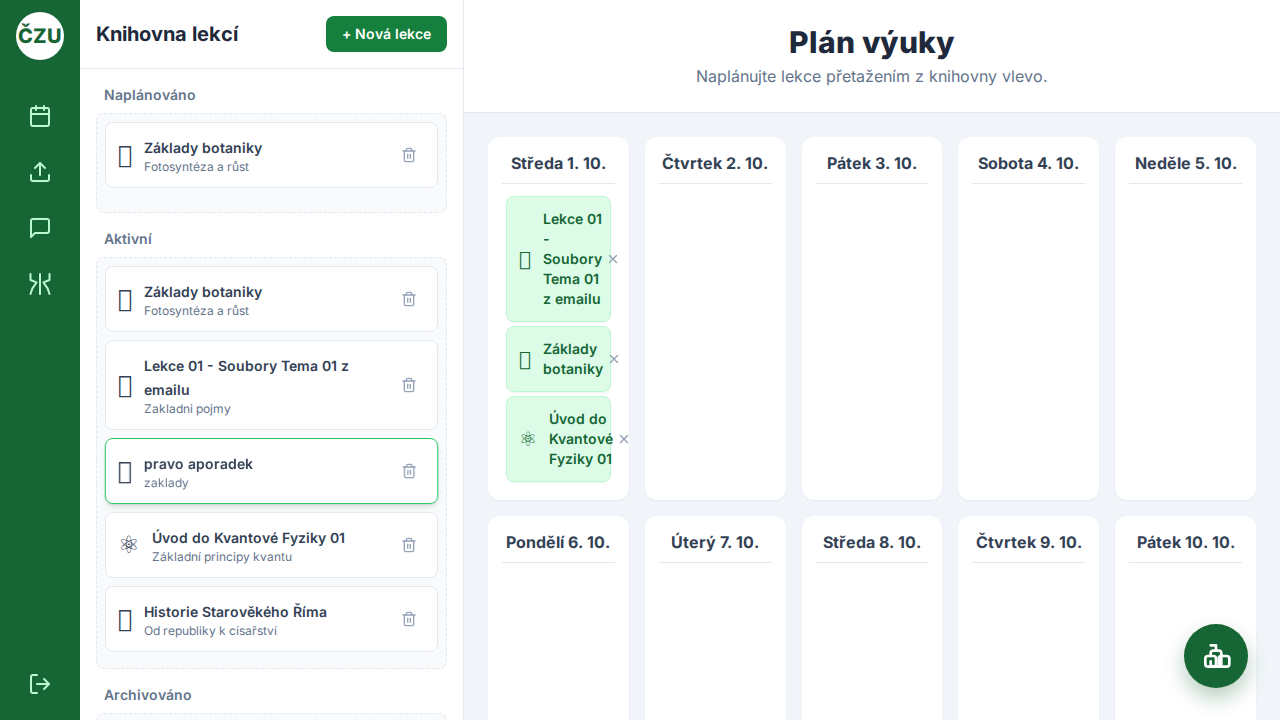 ČZU
Knihovna lekcí
+ Nová lekce
Naplánováno
Základy botaniky
Fotosyntéza a růst
Aktivní
Základy botaniky
Fotosyntéza a růst
Lekce 01 - Soubory Tema 01 z
emailu
Zakladni pojmy
pravo aporadek
zaklady
Úvod do Kvantové Fyziky 01
Základní principy kvantu
Historie Starověkého Říma
Od republiky k císařství
Archivováno
Plán výuky
Naplánujte lekce přetažením z knihovny vlevo.
Středa 1. 10.
Čtvrtek 2. 10.
Pátek 3. 10.
Sobota 4. 10.
Neděle 5. 10.
Lekce 01
-
Soubory
Tema 01
z emailu
×
Základy
botaniky
×
Úvod do
Kvantové
Fyziky 01
×
Pondělí 6. 10.
Úterý 7. 10.
Středa 8. 10.
Čtvrtek 9. 10.
Pátek 10. 10.